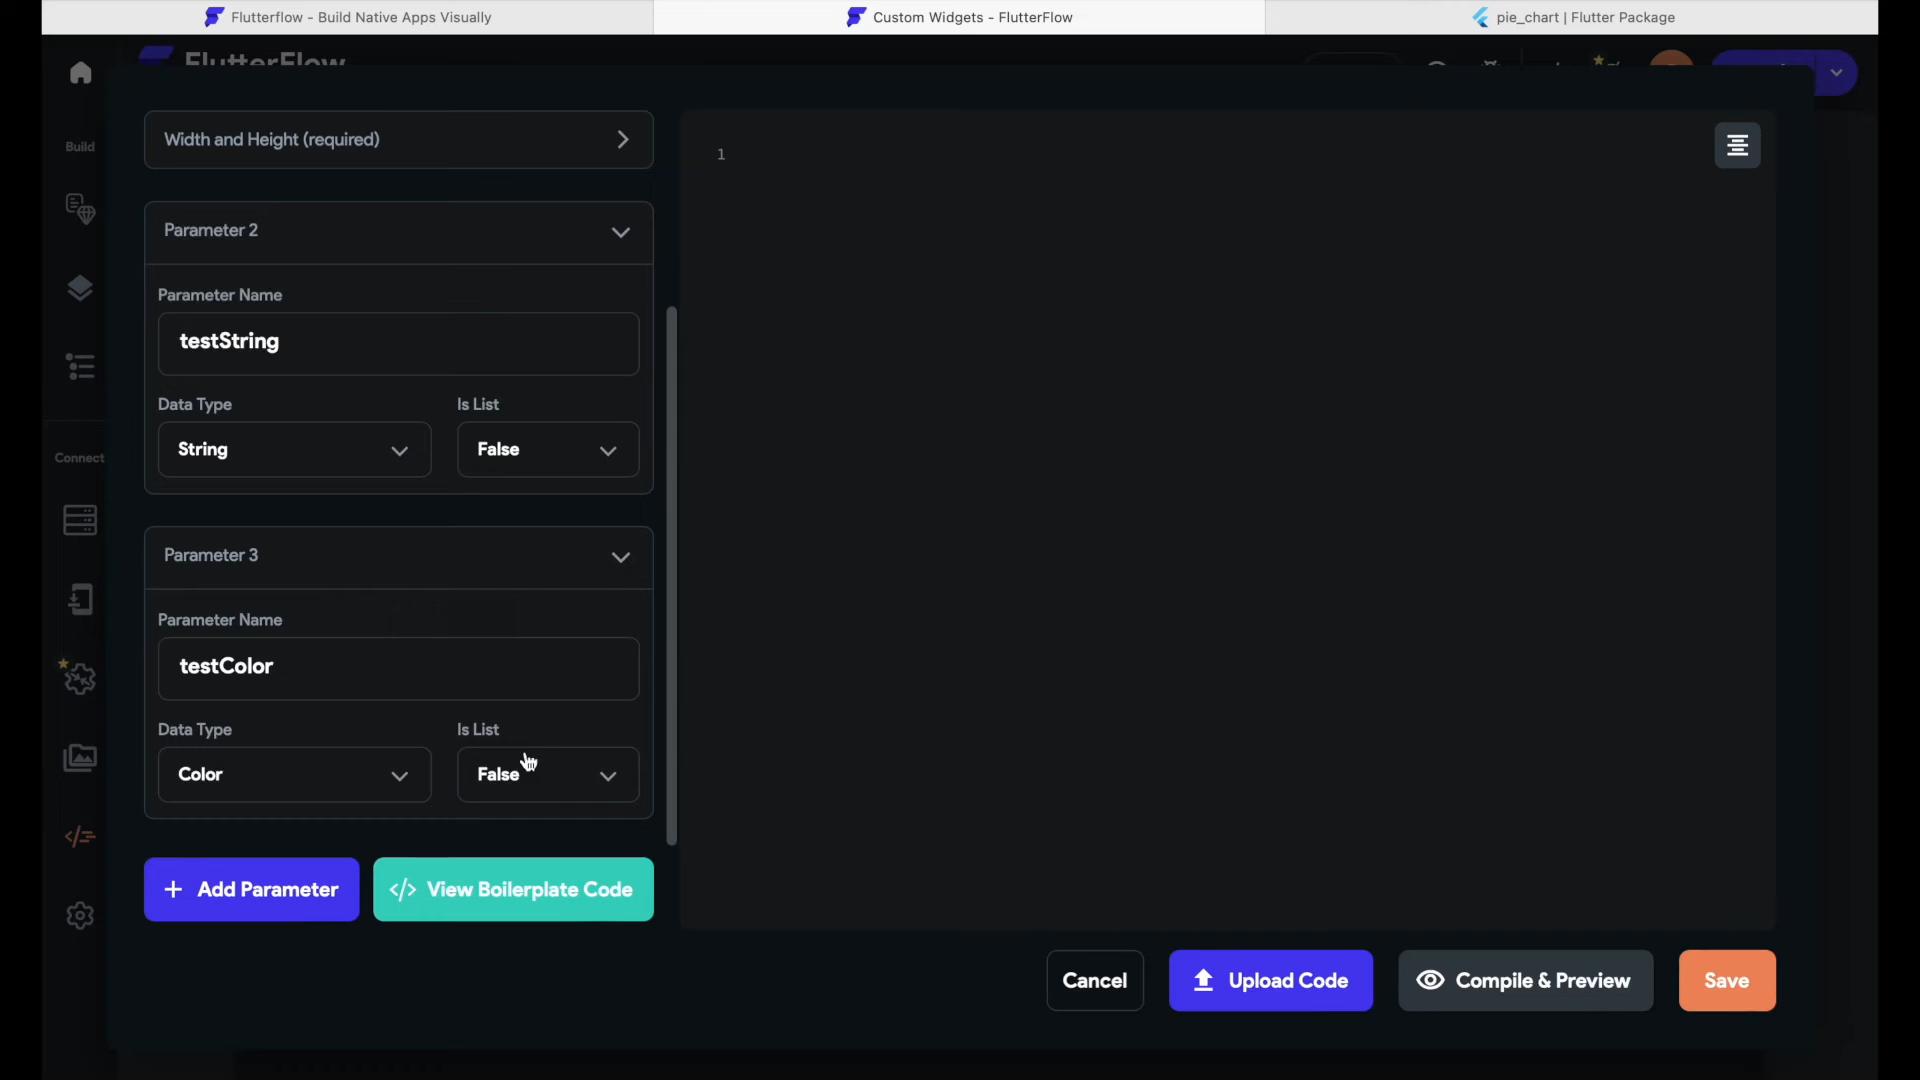 Flutterflow - Build Native Apps Visually
Custom Widgets - FlutterFlow
pie_chart | Flutter Package
FlutterFlow
Build
Width and Height (required)
1
Parameter 2
Parameter Name
testString
Data Type
Is List
String
False
Connect
Parameter 3
Parameter Name
testColor
Data Type
Is List
Color
False
+ Add Parameter
</> View Boilerplate Code
Cancel
Upload Code
Compile & Preview
Save